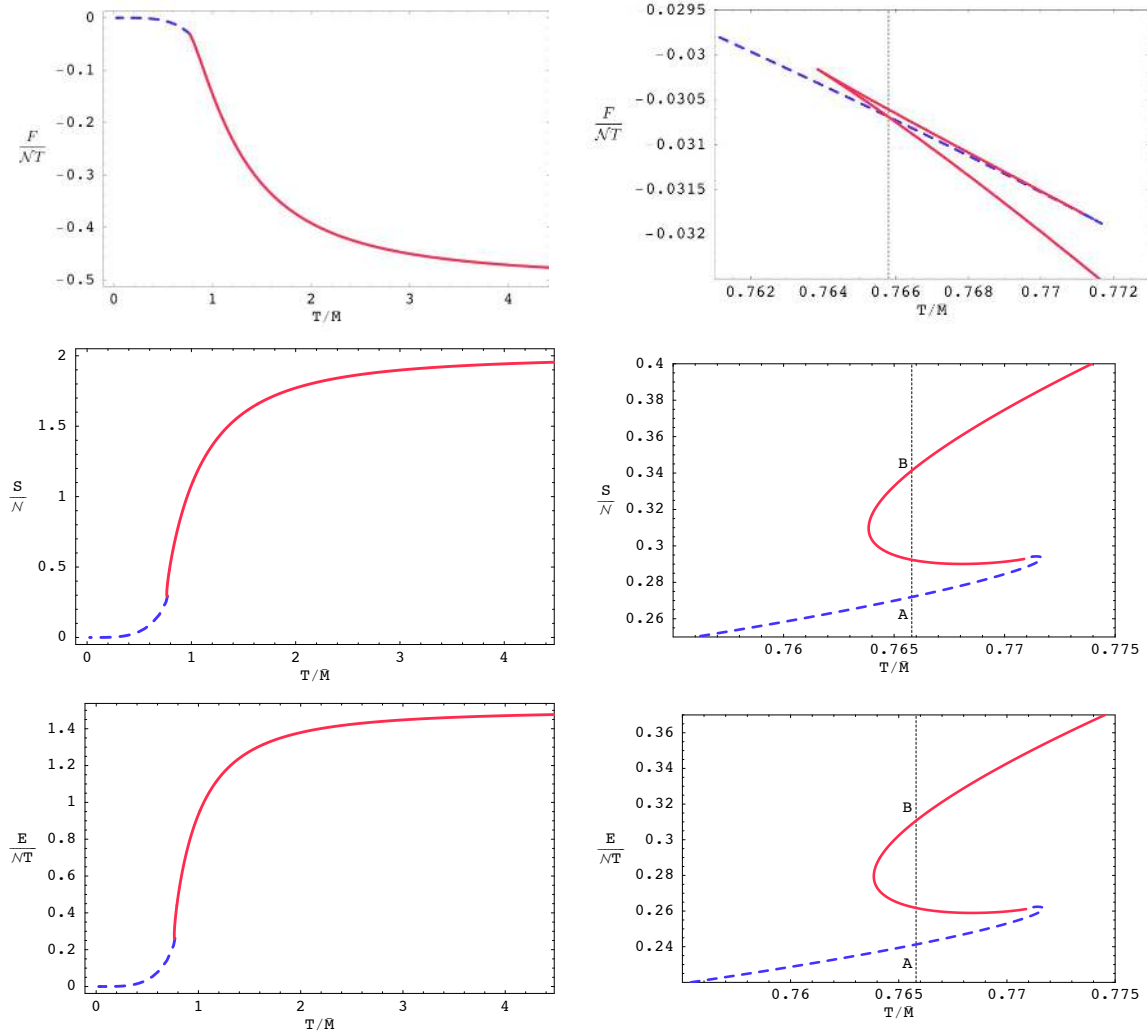 0
−0.1
−0.2
−0.3
−0.4
−0.5
F
𝒩T
0 1 2 3 4
T/M̄
−0.0295
−0.03
−0.0305
−0.031
−0.0315
−0.032
F
𝒩T
0.762 0.764 0.766 0.768 0.77 0.772
T/M̄
2
1.5
1
0.5
0
S
𝒩
0 1 2 3 4
T/M̄
0.4
0.38
0.36
0.34
0.32
0.3
0.28
0.26
S
𝒩
B
A
0.76 0.765 0.77 0.775
T/M̄
1.4
1.2
1
0.8
0.6
0.4
0.2
0
E
𝒩T
0 1 2 3 4
T/M̄
0.36
0.34
0.32
0.3
0.28
0.26
0.24
E
𝒩T
B
A
0.76 0.765 0.77 0.775
T/M̄